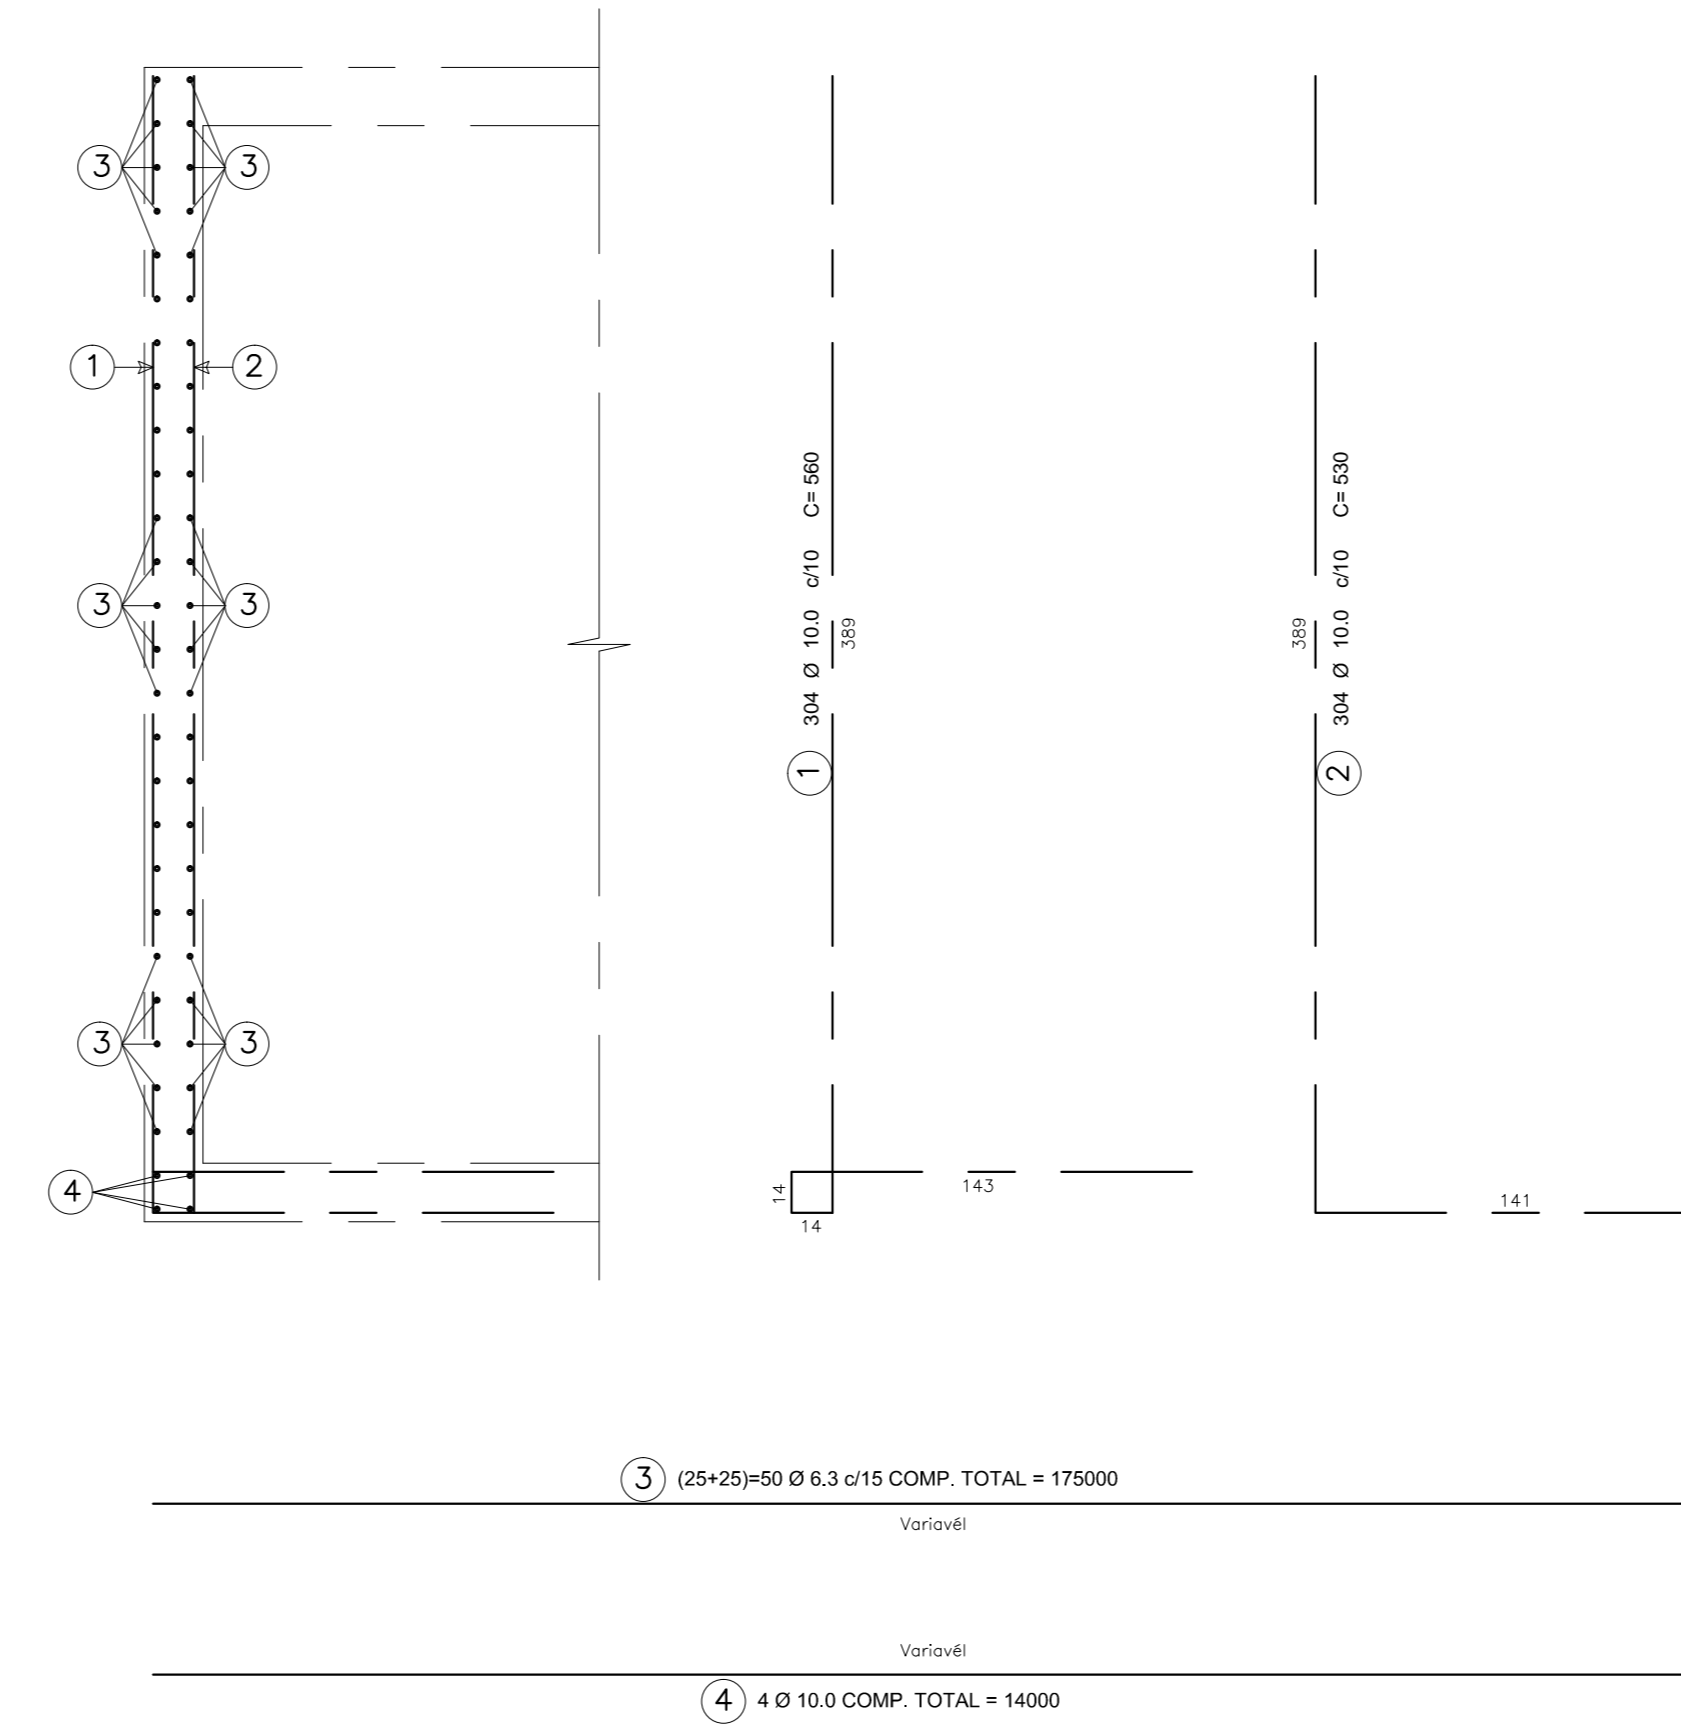 3 3
1 2
3 3
3 3
4
1 304 Ø 10.0 c/10 C= 560
389
14
14
143
2 304 Ø 10.0 c/10 C= 530
389
141
3 (25+25)=50 Ø 6.3 c/15 COMP. TOTAL = 175000
Variavél
Variavél
4 4 Ø 10.0 COMP. TOTAL = 14000